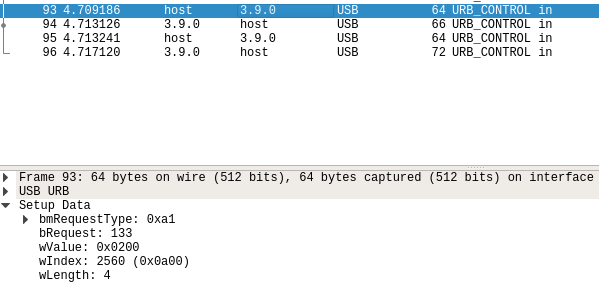 93 4.709186 host 3.9.0 USB 64 URB_CONTROL in
94 4.713126 3.9.0 host USB 66 URB_CONTROL in
95 4.713241 host 3.9.0 USB 64 URB_CONTROL in
96 4.717120 3.9.0 host USB 72 URB_CONTROL in
Frame 93: 64 bytes on wire (512 bits), 64 bytes captured (512 bits) on interface
USB URB
Setup Data
bmRequestType: 0xa1
bRequest: 133
wValue: 0x0200
wIndex: 2560 (0x0a00)
wLength: 4